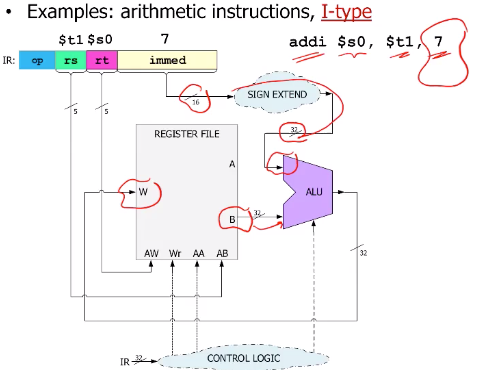 • Examples: arithmetic instructions, I-type
$t1 $s0 7
addi $s0, $t1, 7
IR: op rs rt immed
16
SIGN EXTEND
5 5
32
REGISTER FILE
A
ALU
W
B 32
32
AW Wr AA AB
IR 32 CONTROL LOGIC